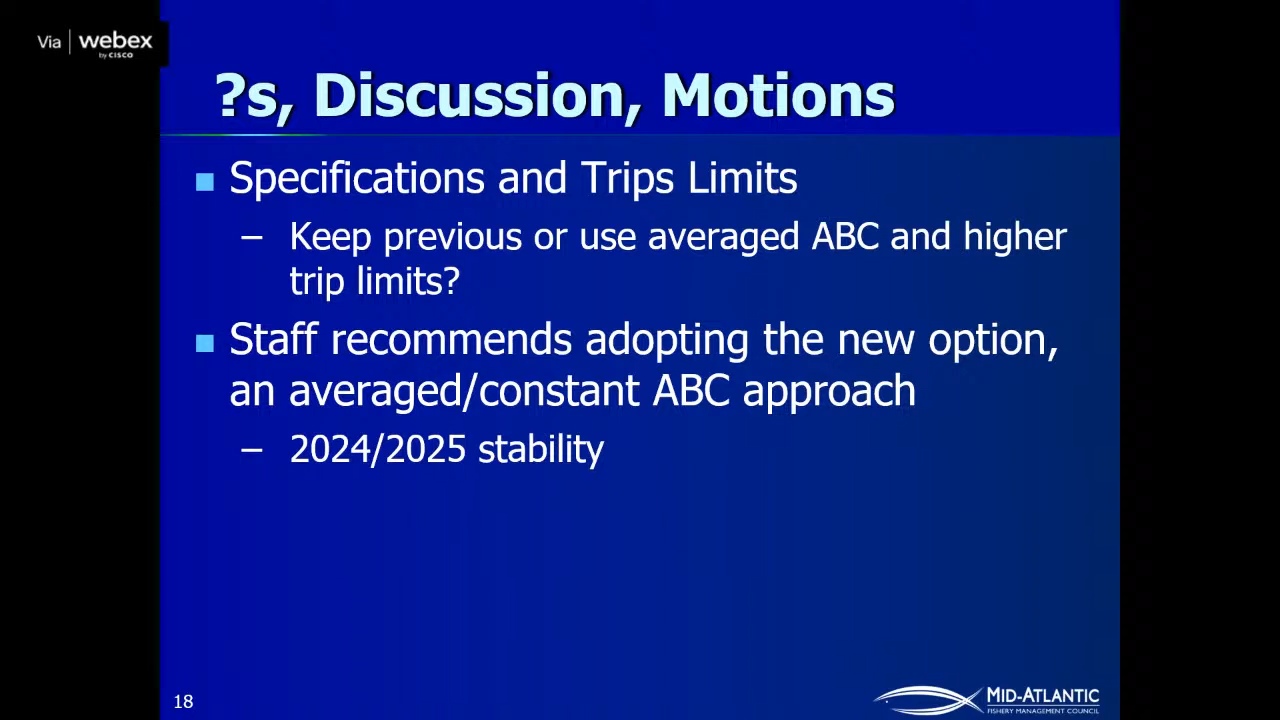 Via | webex
by CISCO
?s, Discussion, Motions
Specifications and Trips Limits
– Keep previous or use averaged ABC and higher
trip limits?
Staff recommends adopting the new option,
an averaged/constant ABC approach
– 2024/2025 stability
18
MID-ATLANTIC
FISHERY MANAGEMENT COUNCIL